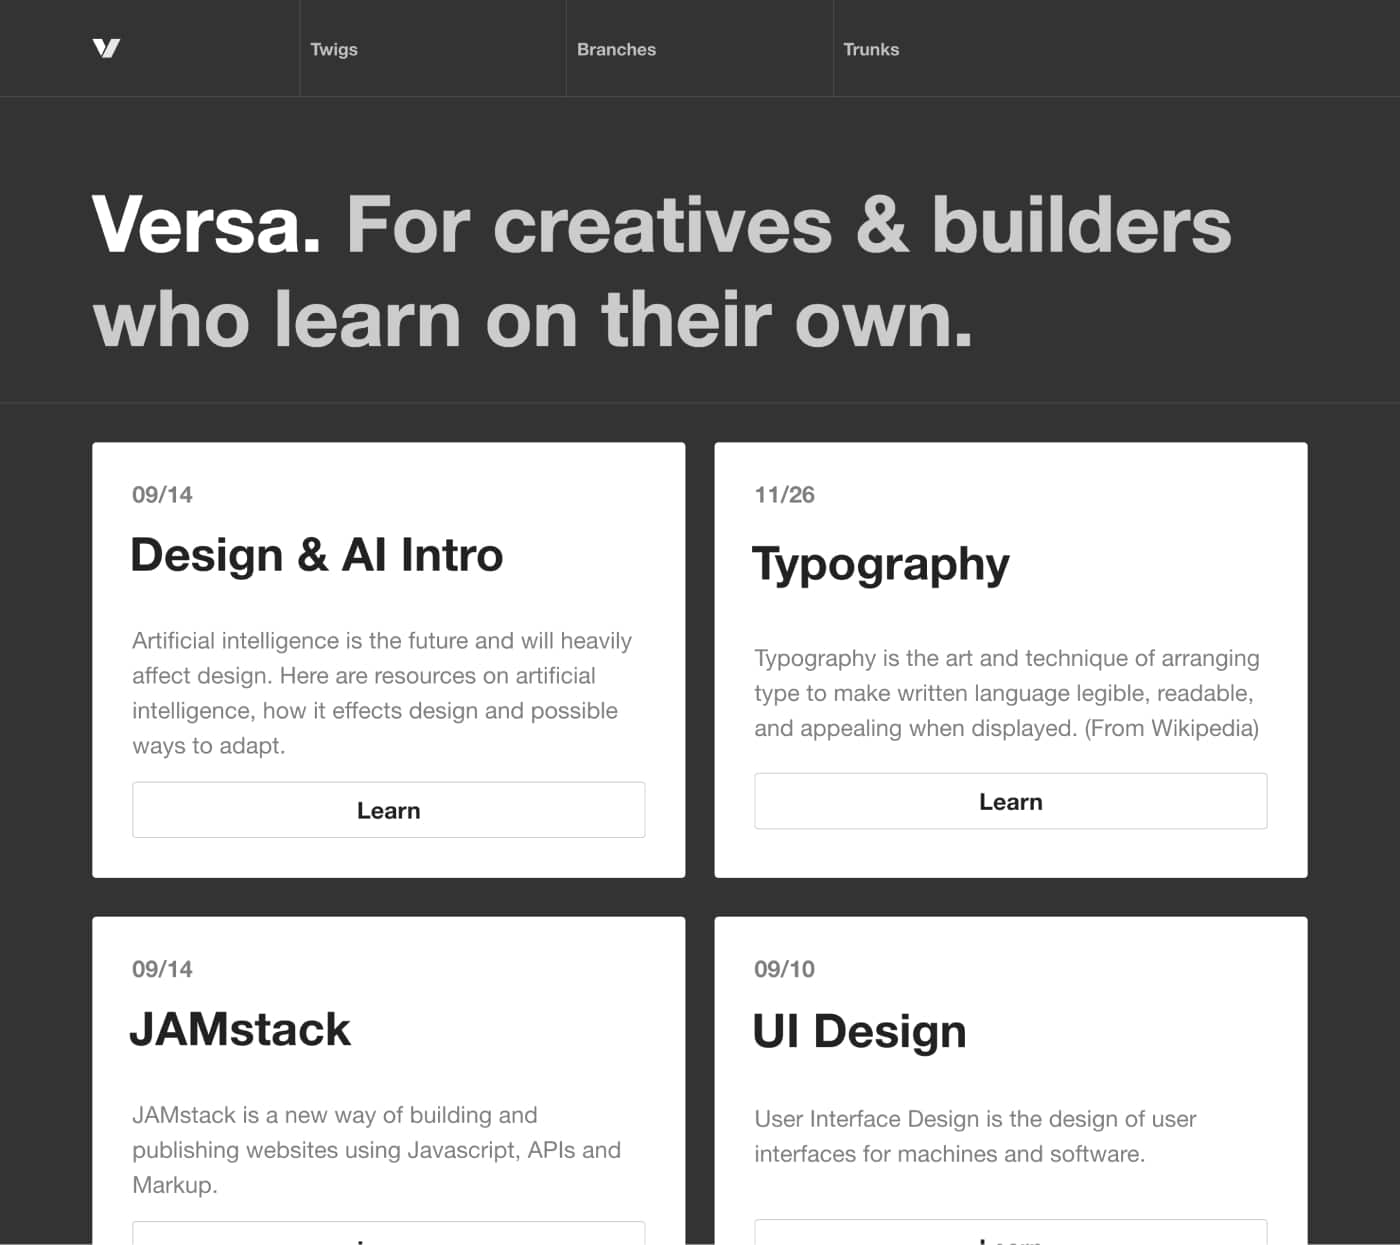 Twigs
Branches
Trunks
Versa. For creatives & builders
who learn on their own.
09/14
Design & AI Intro
Artificial intelligence is the future and will heavily
affect design. Here are resources on artificial
intelligence, how it effects design and possible
ways to adapt.
Learn
11/26
Typography
Typography is the art and technique of arranging
type to make written language legible, readable,
and appealing when displayed. (From Wikipedia)
Learn
09/14
JAMstack
JAMstack is a new way of building and
publishing websites using Javascript, APIs and
Markup.
09/10
UI Design
User Interface Design is the design of user
interfaces for machines and software.